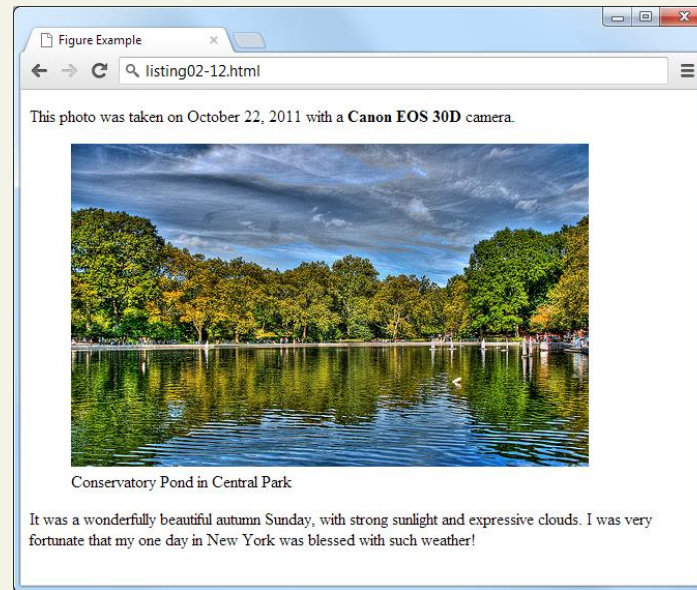 Figure Example
listing02-12.html
This photo was taken on October 22, 2011 with a Canon EOS 30D camera.
Conservatory Pond in Central Park
It was a wonderfully beautiful autumn Sunday, with strong sunlight and expressive clouds. I was very
fortunate that my one day in New York was blessed with such weather!